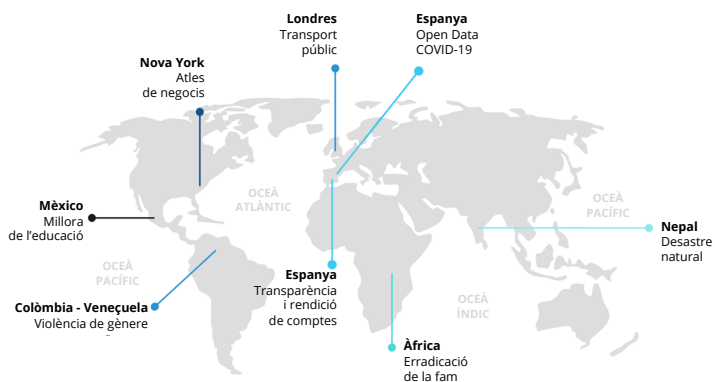 Londres
Transport
públic
Espanya
Open Data
COVID-19
Nova York
Atles
de negocis
OCEÀ
ATLÀNTIC
OCEÀ
PACÍFIC
Mèxic
Millora
de l’educació
Nepal
Desastre
natural
OCEÀ
PACÍFIC
Espanya
Transparència
i rendició
de comptes
OCEÀ
ÍNDIC
Colòmbia - Veneçuela
Violència de gènere
Àfrica
Erradicació
de la fam